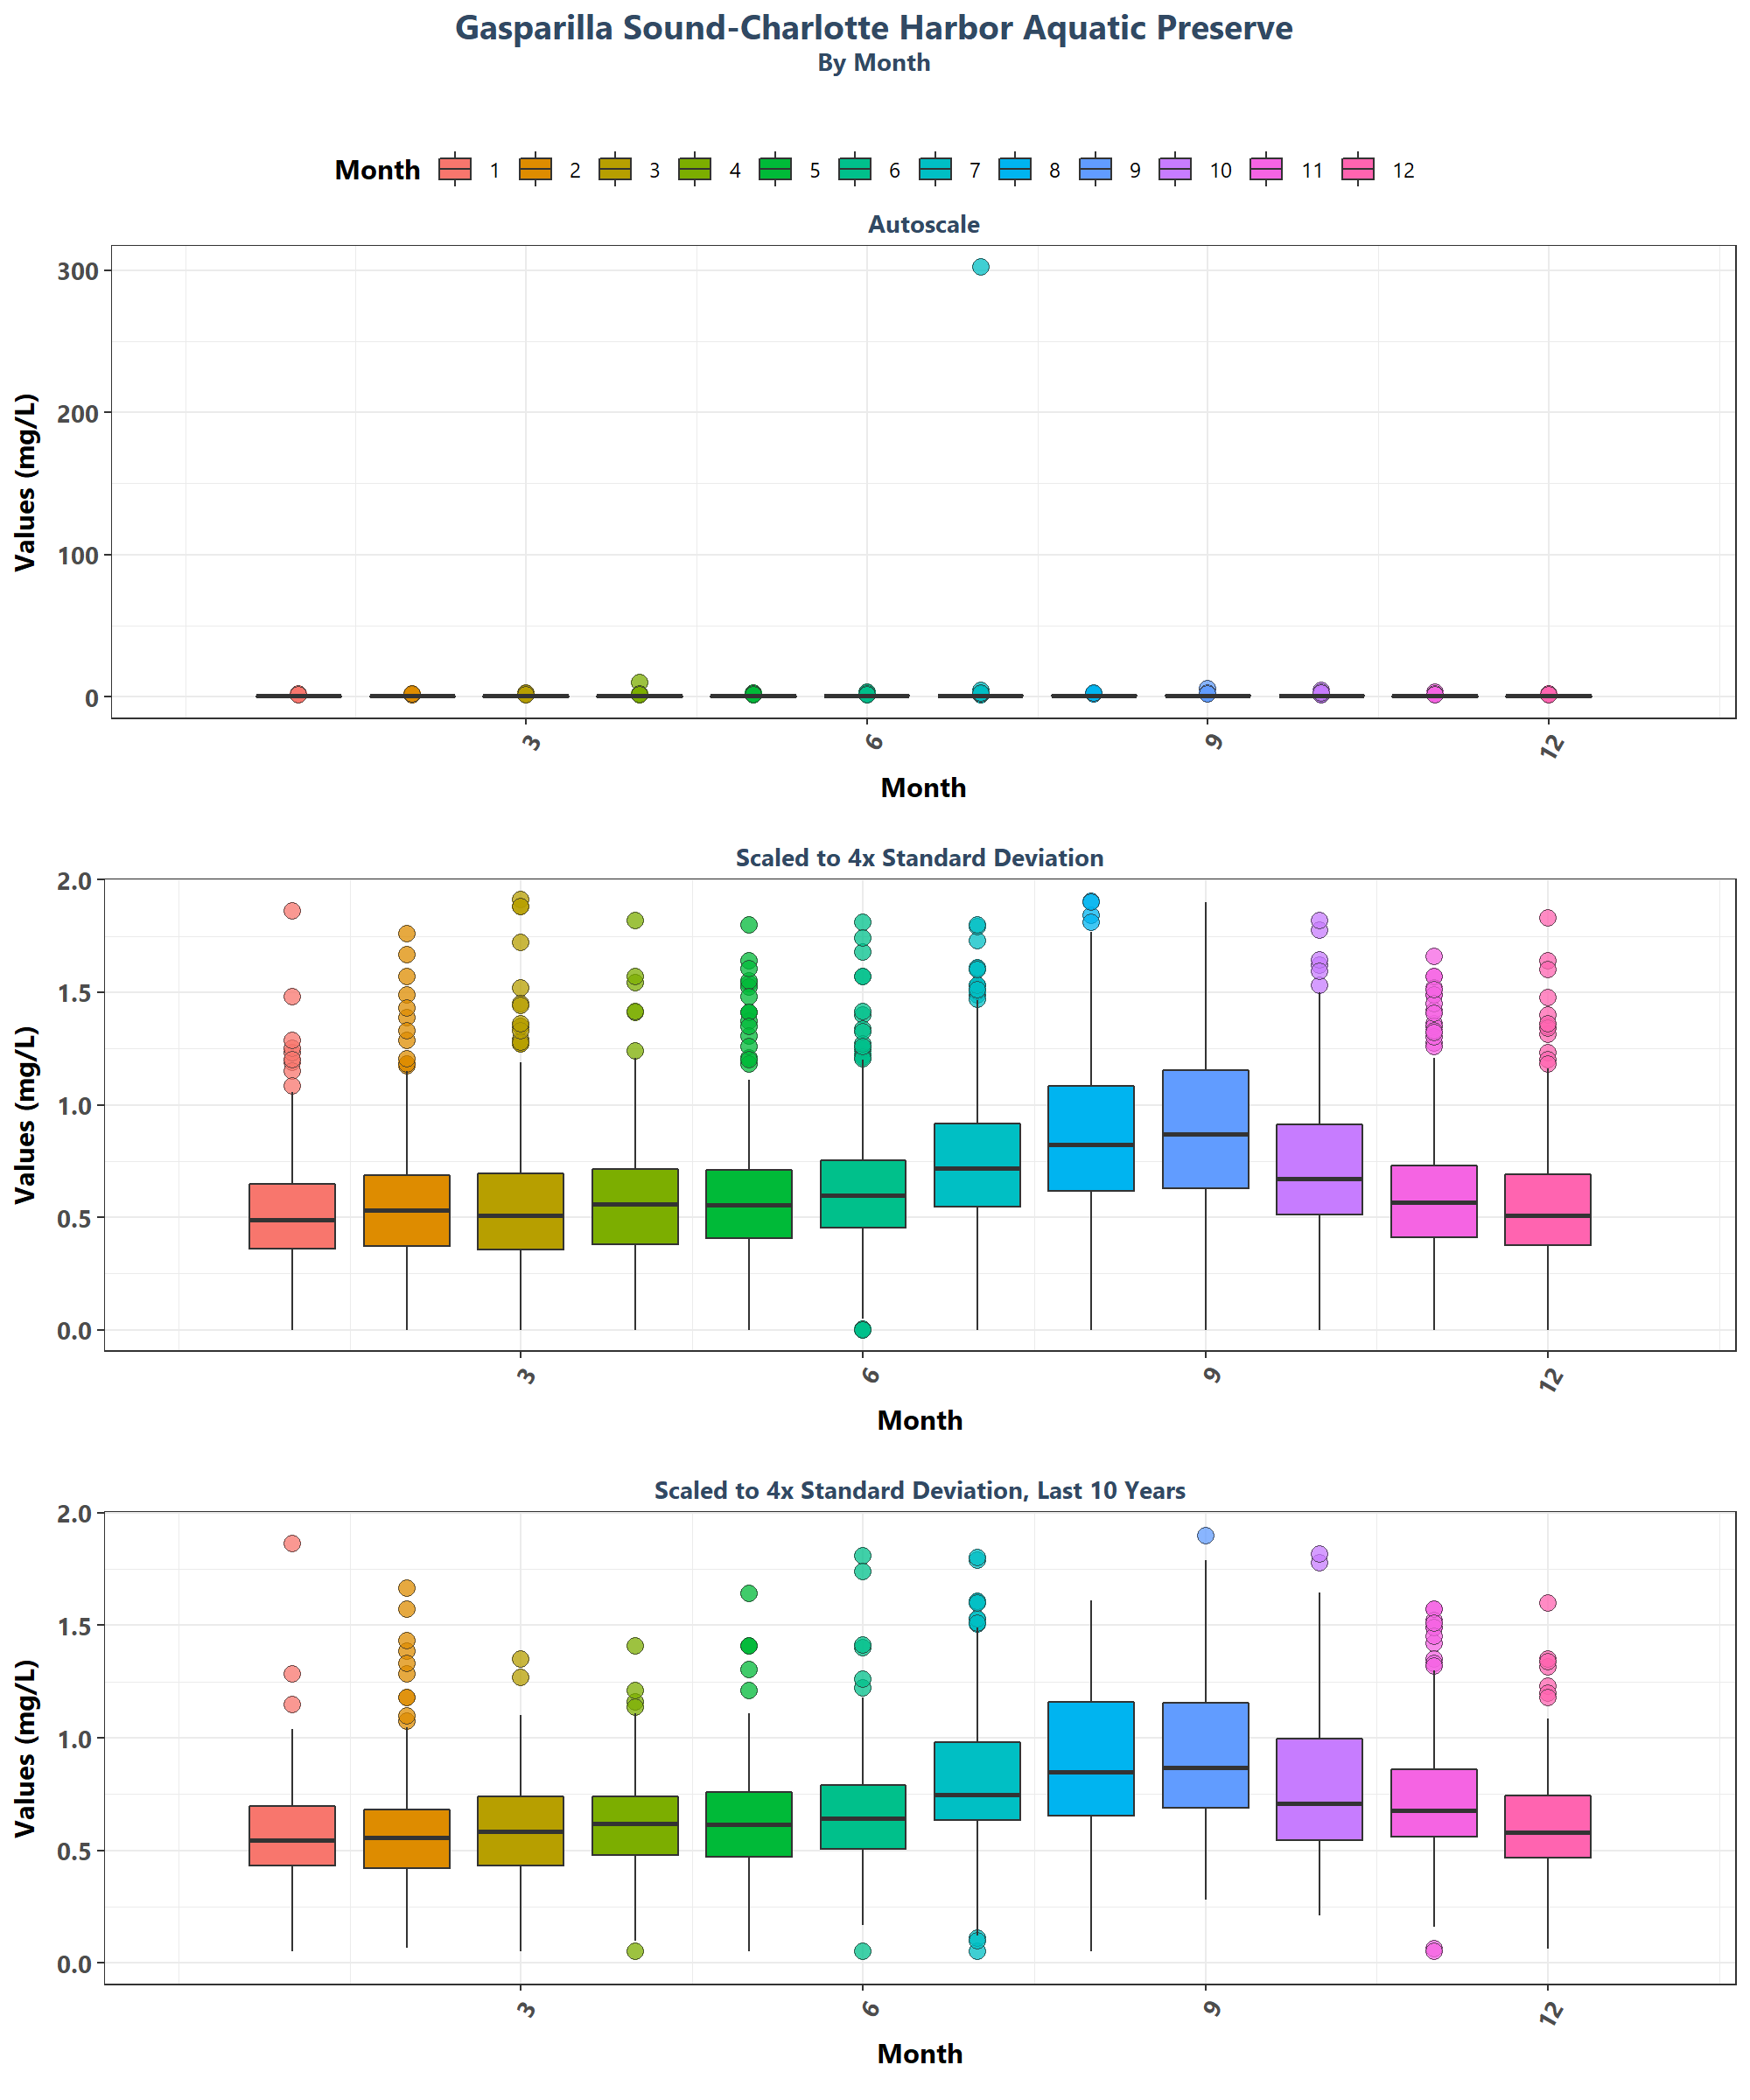 Gasparilla Sound-Charlotte Harbor Aquatic Preserve
By Month
Month 1 2 3 4 5 6 7 8 9 10 11 12
Autoscale
Values (mg/L)
300
200
100
0
3 6 9 12
Month
Scaled to 4x Standard Deviation
Values (mg/L)
2.0
1.5
1.0
0.5
0.0
3 6 9 12
Month
Scaled to 4x Standard Deviation, Last 10 Years
Values (mg/L)
2.0
1.5
1.0
0.5
0.0
3 6 9 12
Month